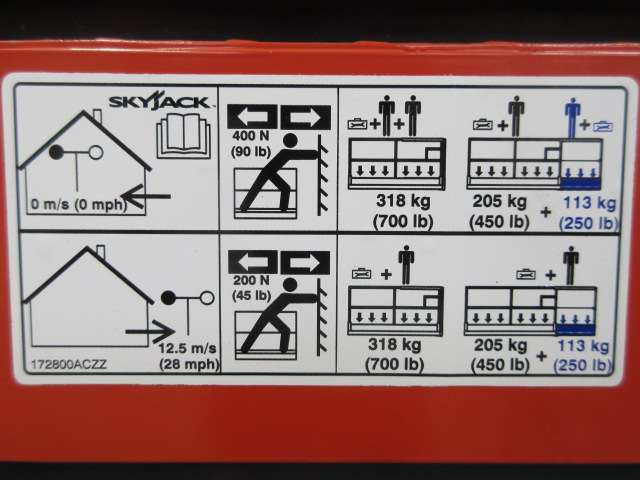 SKYJACK
400 N
(90 lb)
0 m/s (0 mph)
+ +
318 kg
(700 lb)
+
205 kg
(450 lb)
+
+
113 kg
(250 lb)
200 N
(45 lb)
12.5 m/s
(28 mph)
172800ACZZ
+
318 kg
(700 lb)
+
205 kg
(450 lb)
+
113 kg
(250 lb)